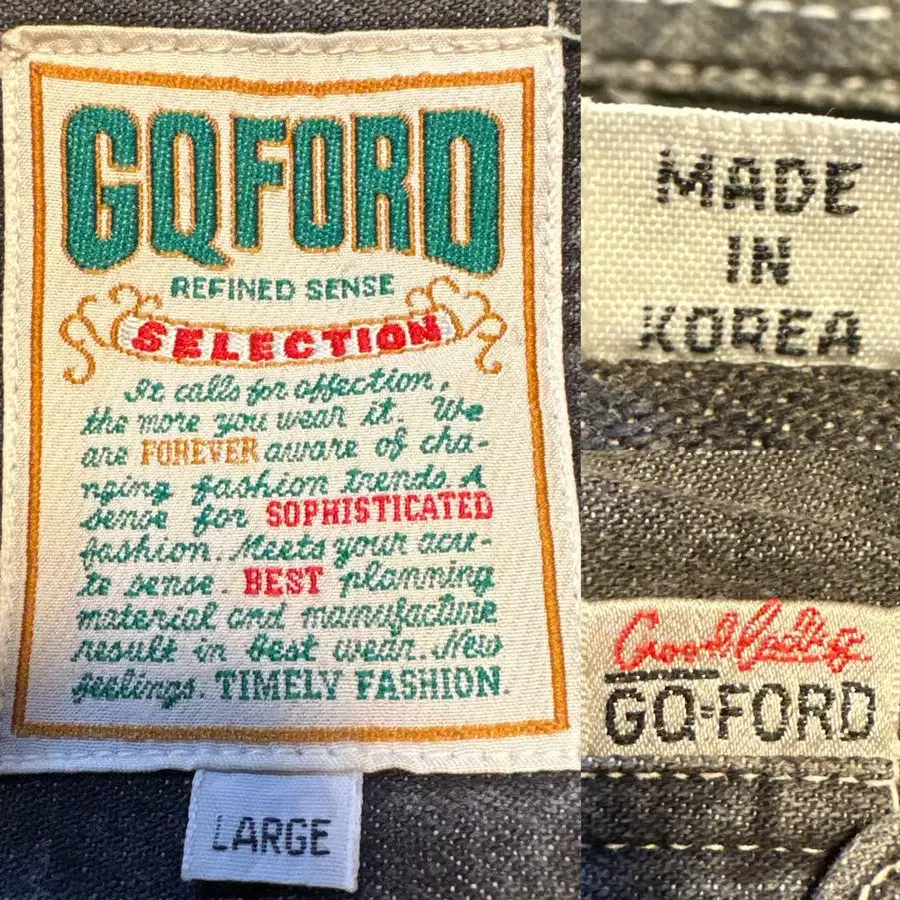 GQFORD
REFINED SENSE
SELECTION
It calls for affection,
the more you wear it. We
are FOREVER aware of cha-
nging fashion trends. A
sense for SOPHISTICATED
fashion. Meets your acu-
te sense. BEST planning
material and manufacture
result in best wear. New
feelings. TIMELY FASHION.
LARGE
MADE
IN
KOREA
Good
GQ-FORD